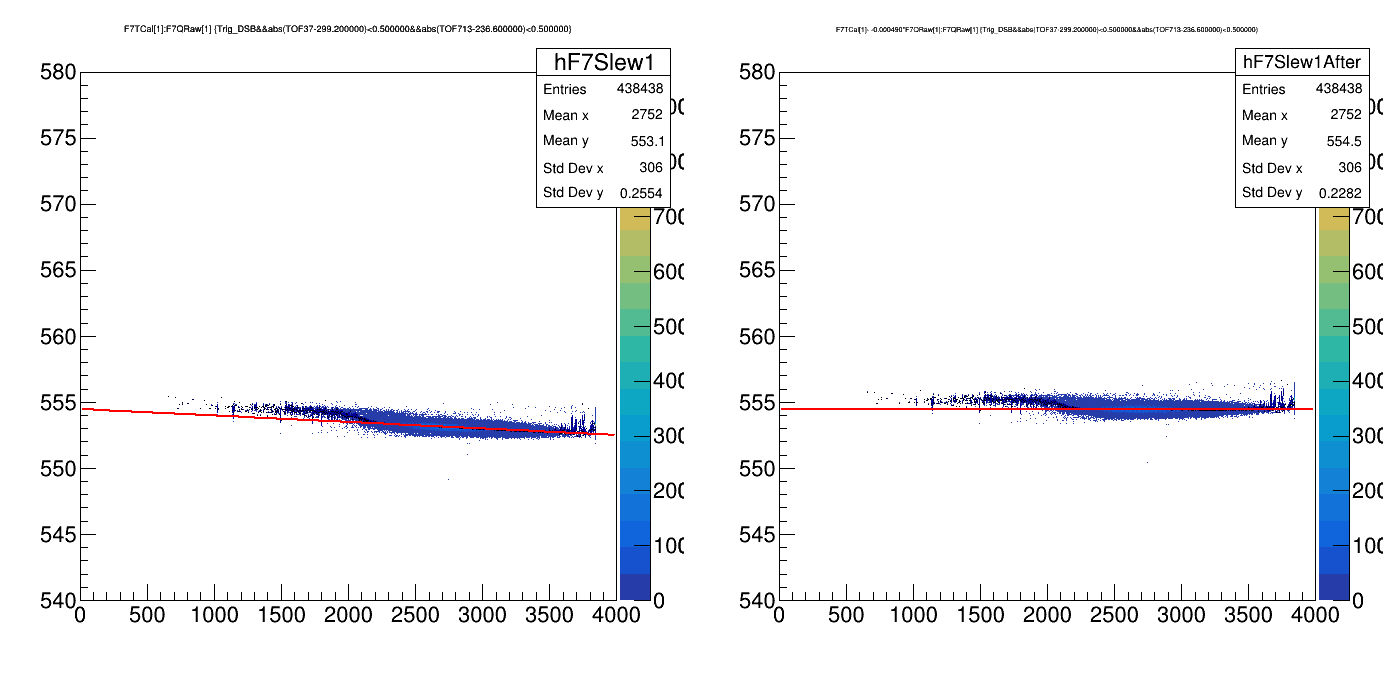 F7TCal[1]:F7QRaw[1] {Trig_DSB&&abs(TOF37-299.200000)<0.500000&&abs(TOF713-236.600000)<0.500000}
hF7Slew1
Entries 438438
Mean x 2752
Mean y 553.1
Std Dev x 306
Std Dev y 0.2554
580
575
570
565
560
555
550
545
540
0 500 1000 1500 2000 2500 3000 3500 4000
700
600
500
400
300
200
100
0
F7TCal[1]- -0.000490*F7QRaw[1]:F7QRaw[1] {Trig_DSB&&abs(TOF37-299.200000)<0.500000&&abs(TOF713-236.600000)<0.500000}
hF7Slew1After
Entries 438438
Mean x 2752
Mean y 554.5
Std Dev x 306
Std Dev y 0.2282
580
575
570
565
560
555
550
545
540
0 500 1000 1500 2000 2500 3000 3500 4000
700
600
500
400
300
200
100
0